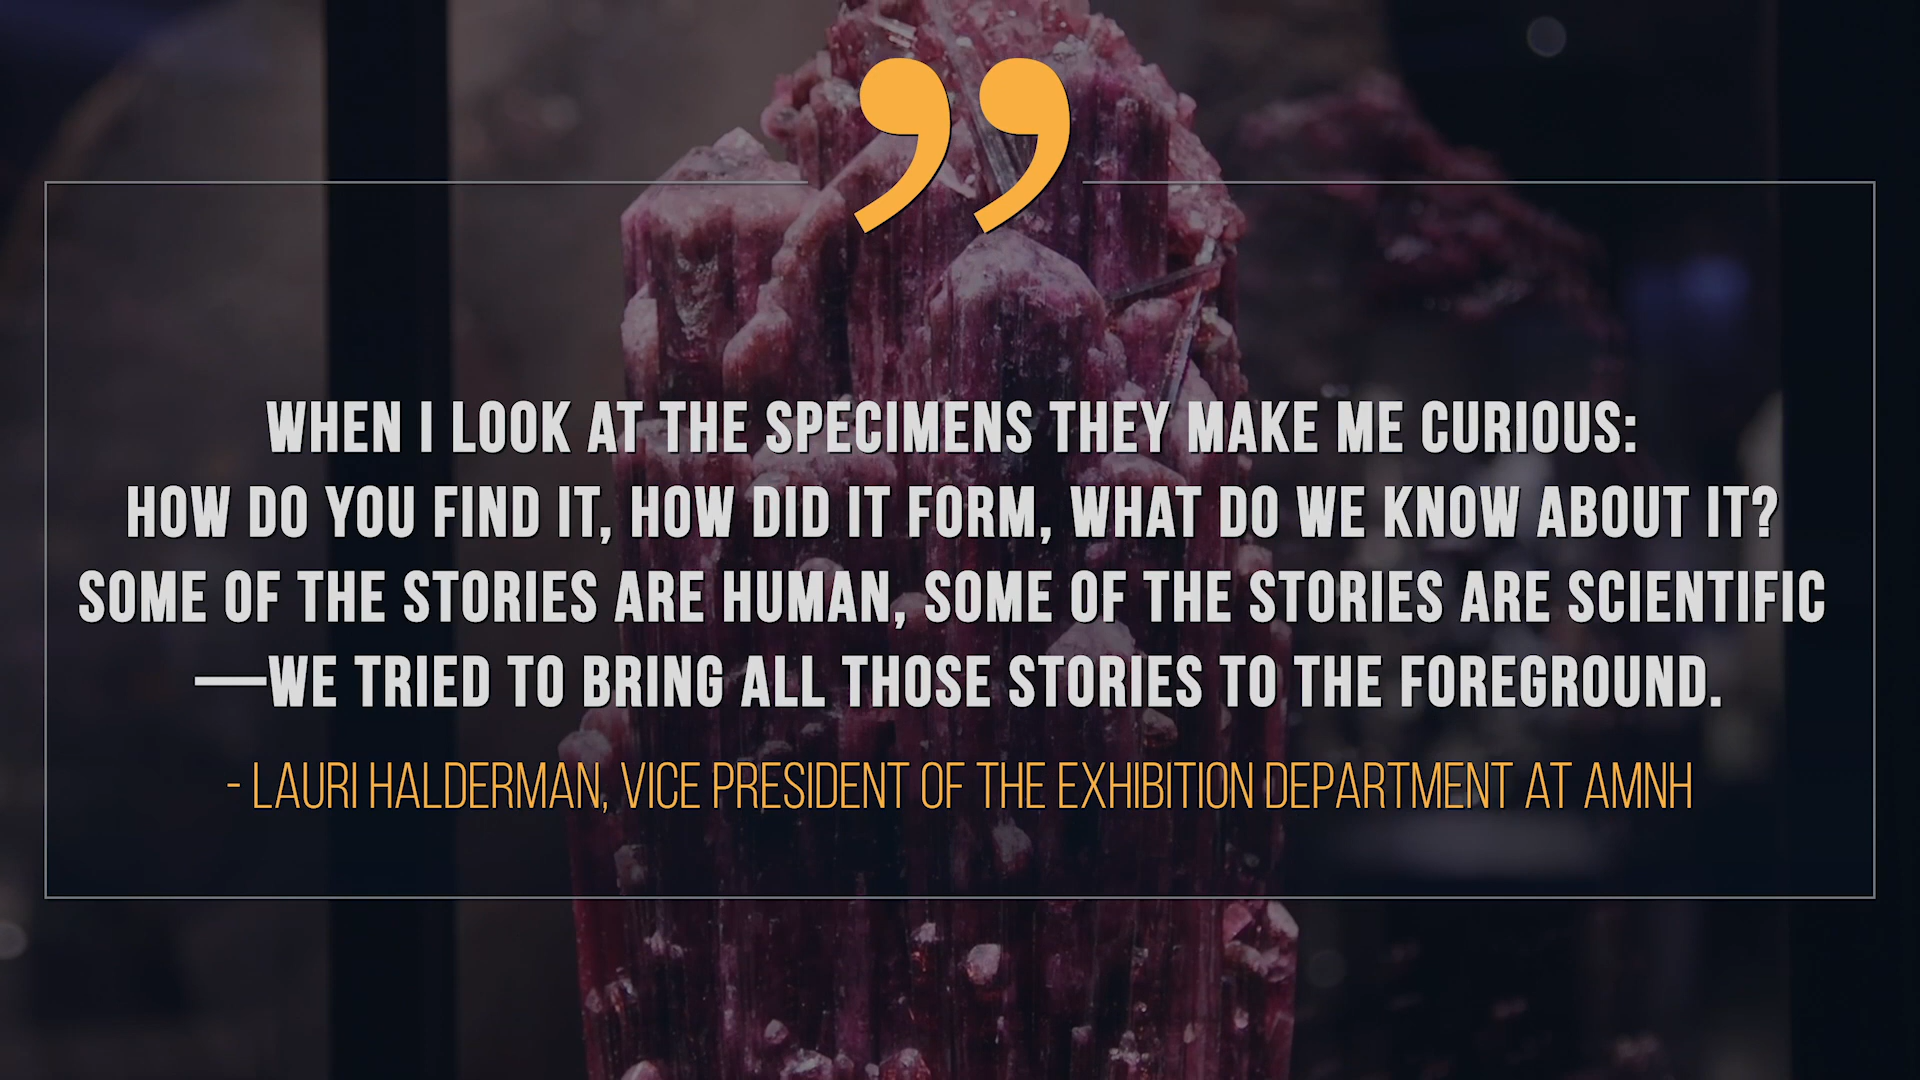 ”
WHEN I LOOK AT THE SPECIMENS THEY MAKE ME CURIOUS:
HOW DO YOU FIND IT, HOW DID IT FORM, WHAT DO WE KNOW ABOUT IT?
SOME OF THE STORIES ARE HUMAN, SOME OF THE STORIES ARE SCIENTIFIC
—WE TRIED TO BRING ALL THOSE STORIES TO THE FOREGROUND.
- LAURI HALDERMAN, VICE PRESIDENT OF THE EXHIBITION DEPARTMENT AT AMNH